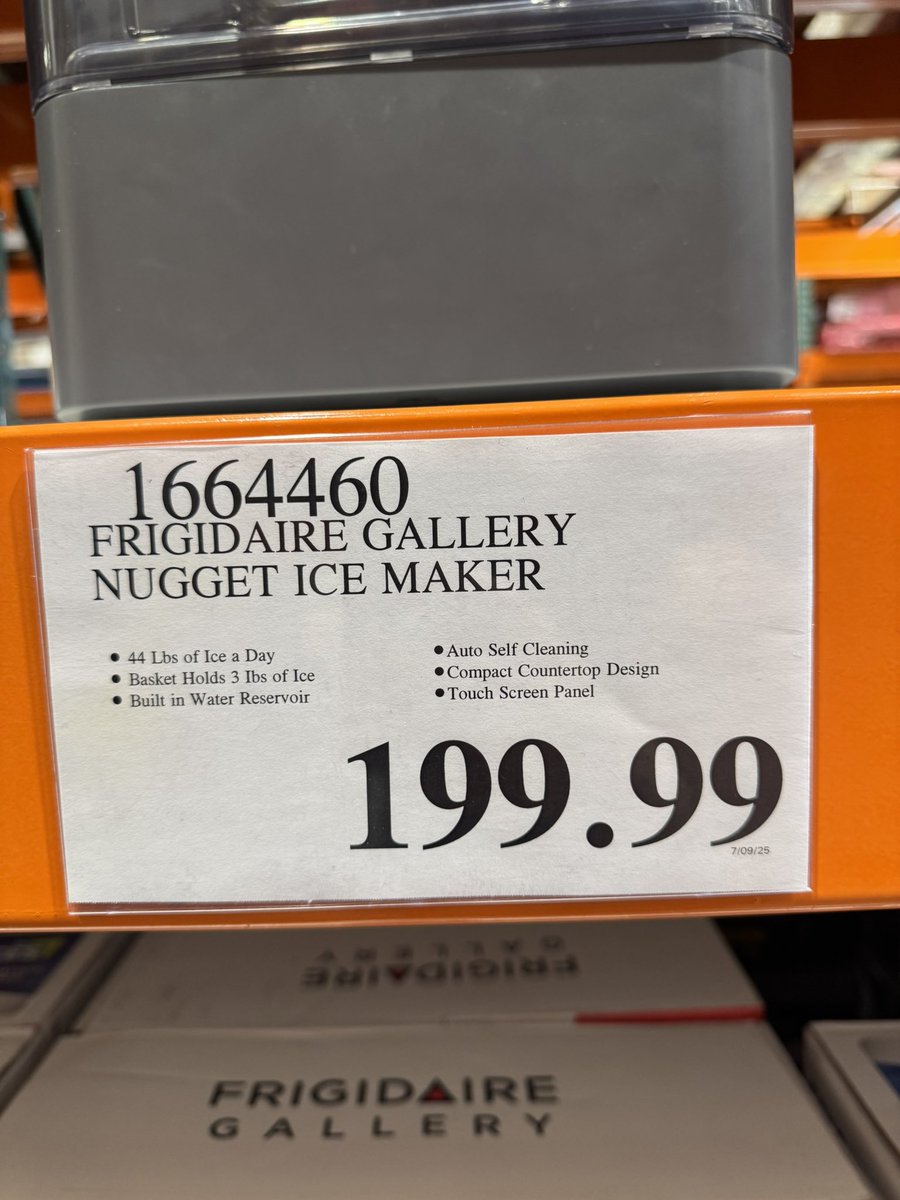 1664460
FRIGIDAIRE GALLERY
NUGGET ICE MAKER
• 44 Lbs of Ice a Day
• Basket Holds 3 lbs of Ice
• Built in Water Reservoir
• Auto Self Cleaning
• Compact Countertop Design
• Touch Screen Panel
199.99
7/09/25
FRIGIDAIRE
GALLERY
FRIGIDAIRE
GALLERY